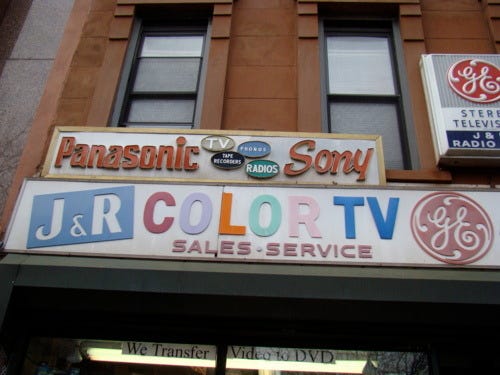 Panasonic TV PHONOS TAPE RECORDERS RADIOS Sony
J&R COLOR TV GE
SALES · SERVICE
GE
STERE
TELEVIS
J &
RADIO
We Transfer Video to DVD